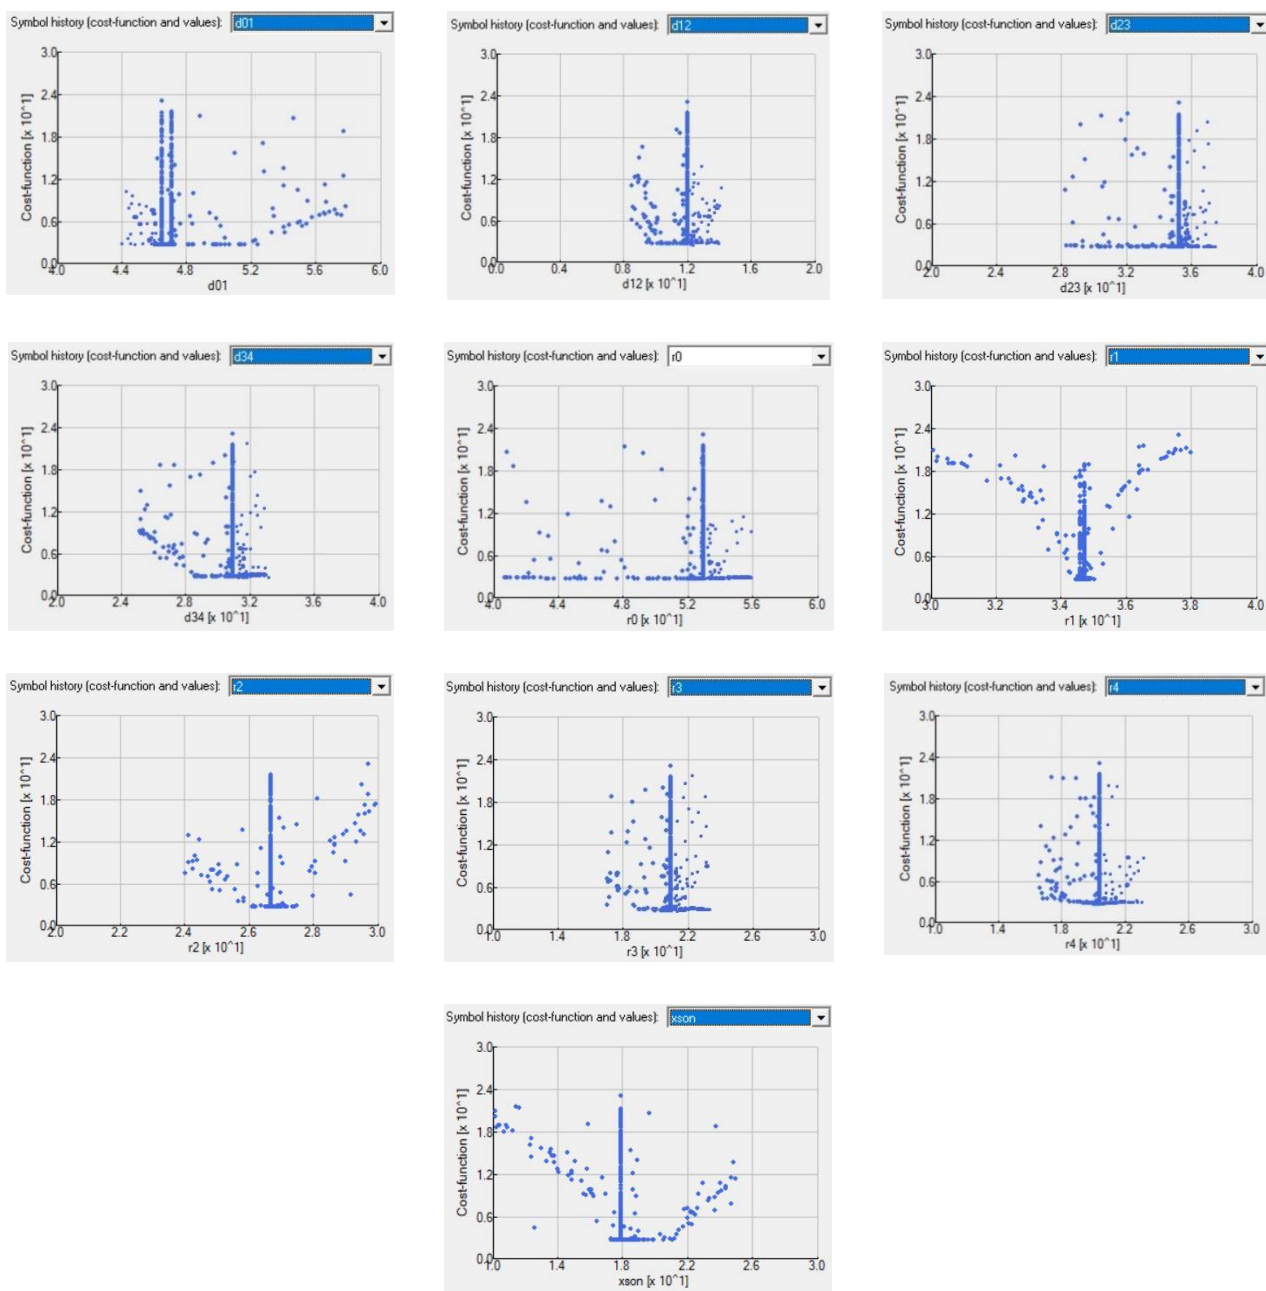 Symbol history (cost-function and values): d01
Symbol history (cost-function and values): d12
Symbol history (cost-function and values): d23
3.0
2.4
1.8
1.2
0.6
0.0
Cost-function [x 10^1]
4.0 4.4 4.8 5.2 5.6 6.0
d01
3.0
2.4
1.8
1.2
0.6
0.0
Cost-function [x 10^1]
0.0 0.4 0.8 1.2 1.6 2.0
d12 [x 10^1]
3.0
2.4
1.8
1.2
0.6
0.0
Cost-function [x 10^1]
2.0 2.4 2.8 3.2 3.6 4.0
d23 [x 10^1]
Symbol history (cost-function and values): d34
Symbol history (cost-function and values): r0
Symbol history (cost-function and values): r1
3.0
2.4
1.8
1.2
0.6
0.0
Cost-function [x 10^1]
2.0 2.4 2.8 3.2 3.6 4.0
d34 [x 10^1]
3.0
2.4
1.8
1.2
0.6
0.0
Cost-function [x 10^1]
4.0 4.4 4.8 5.2 5.6 6.0
r0 [x 10^1]
3.0
2.4
1.8
1.2
0.6
0.0
Cost-function [x 10^1]
3.0 3.2 3.4 3.6 3.8 4.0
r1 [x 10^1]
Symbol history (cost-function and values): r2
Symbol history (cost-function and values): r3
Symbol history (cost-function and values): r4
3.0
2.4
1.8
1.2
0.6
0.0
Cost-function [x 10^1]
2.0 2.2 2.4 2.6 2.8 3.0
r2 [x 10^1]
3.0
2.4
1.8
1.2
0.6
0.0
Cost-function [x 10^1]
1.0 1.4 1.8 2.2 2.6 3.0
r3 [x 10^1]
3.0
2.4
1.8
1.2
0.6
0.0
Cost-function [x 10^1]
1.0 1.4 1.8 2.2 2.6 3.0
r4 [x 10^1]
Symbol history (cost-function and values): xson
3.0
2.4
1.8
1.2
0.6
0.0
Cost-function [x 10^1]
1.0 1.4 1.8 2.2 2.6 3.0
xson [x 10^1]